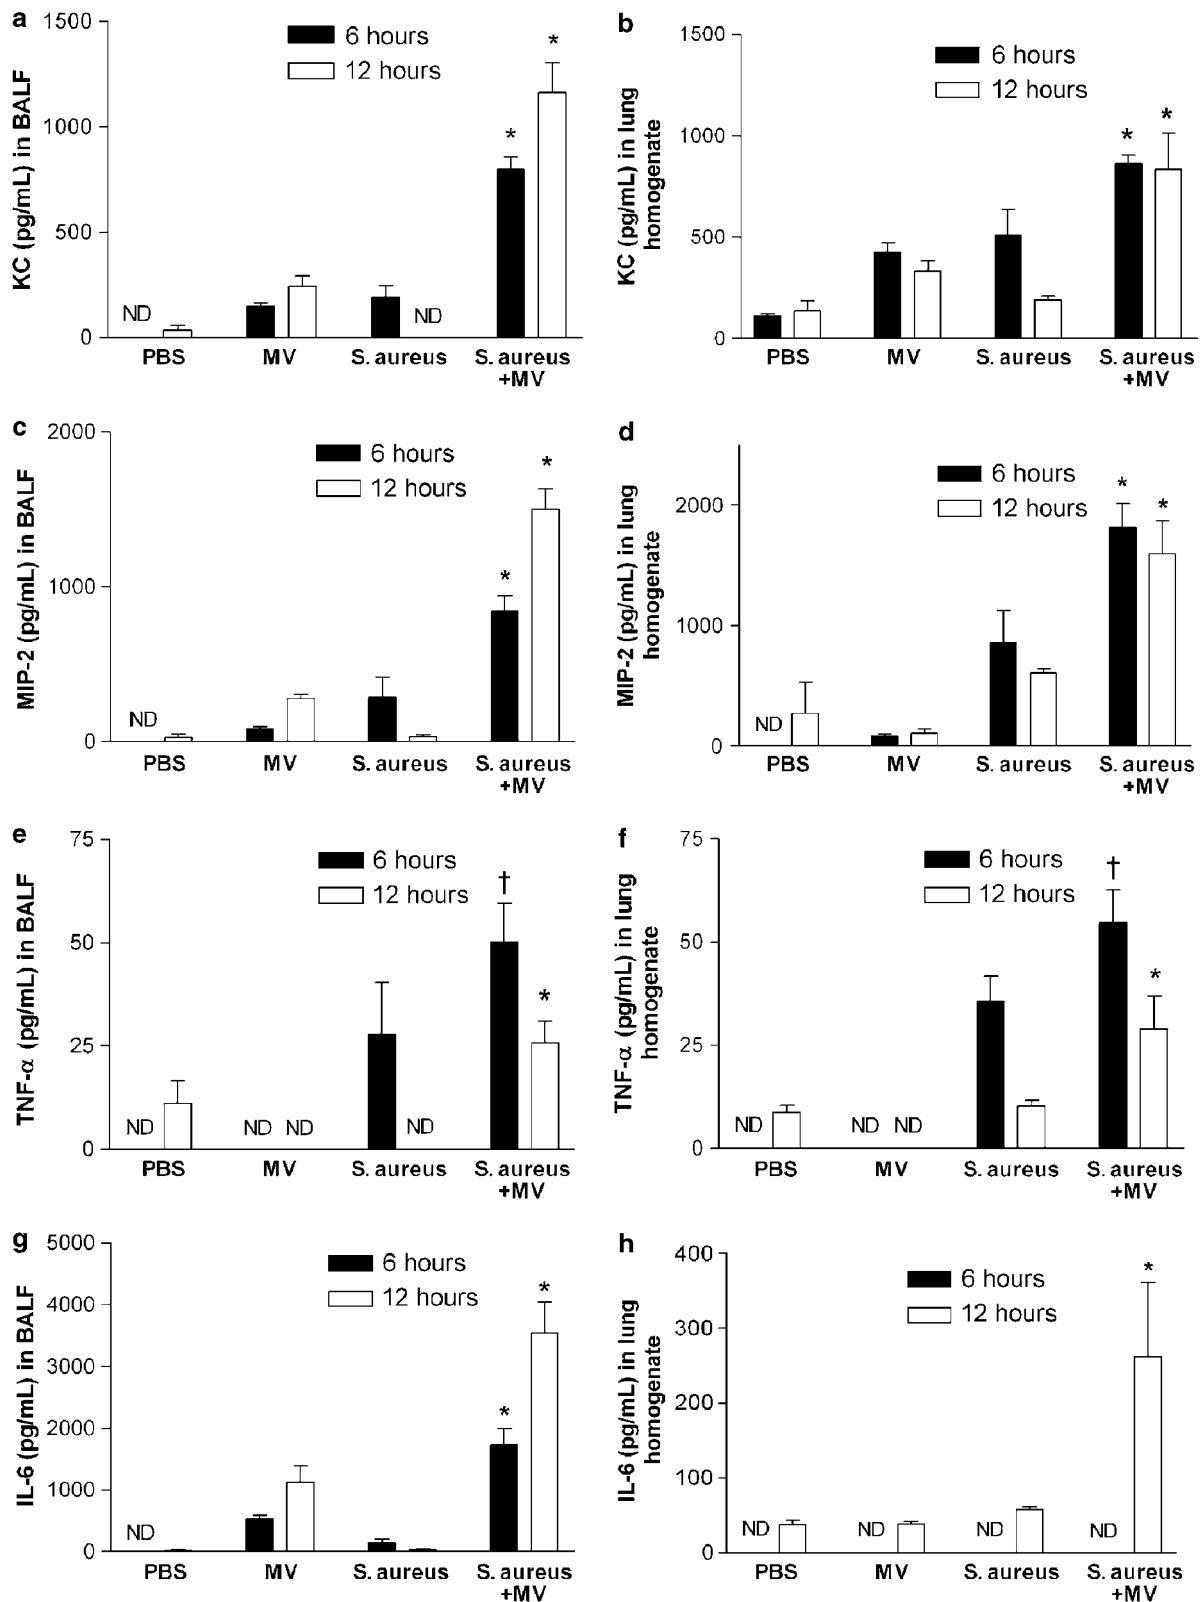 a
KC (pg/mL) in BALF
1500
1000
500
0
6 hours
12 hours
ND
ND
*
*
PBS
MV
S. aureus
S. aureus
+MV
b
KC (pg/mL) in lung
homogenate
1500
1000
500
0
6 hours
12 hours
*
*
PBS
MV
S. aureus
S. aureus
+MV
c
MIP-2 (pg/mL) in BALF
2000
1000
0
6 hours
12 hours
ND
*
*
PBS
MV
S. aureus
S. aureus
+MV
d
MIP-2 (pg/mL) in lung
homogenate
2000
1000
0
6 hours
12 hours
ND
*
*
PBS
MV
S. aureus
S. aureus
+MV
e
TNF-α (pg/mL) in BALF
75
50
25
0
6 hours
12 hours
ND
ND ND
ND
†
*
PBS
MV
S. aureus
S. aureus
+MV
f
TNF-α (pg/mL) in lung
homogenate
75
50
25
0
6 hours
12 hours
ND
ND ND
†
*
PBS
MV
S. aureus
S. aureus
+MV
g
IL-6 (pg/mL) in BALF
5000
4000
3000
2000
1000
0
6 hours
12 hours
ND
*
*
PBS
MV
S. aureus
S. aureus
+MV
h
IL-6 (pg/mL) in lung
homogenate
400
300
200
100
0
6 hours
12 hours
ND
ND
ND
ND
*
PBS
MV
S. aureus
S. aureus
+MV